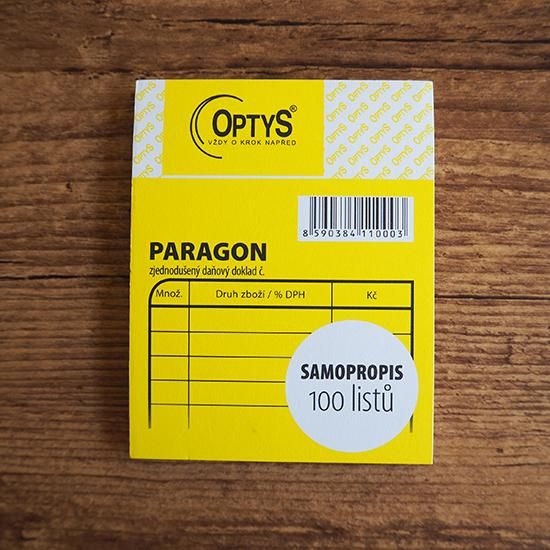 OPTYS®
VŽDY O KROK NAPŘED
8 590384 110003
PARAGON
zjednodušený daňový doklad č.
Množ. Druh zboží / % DPH Kč
SAMOPROPIS
100 listů